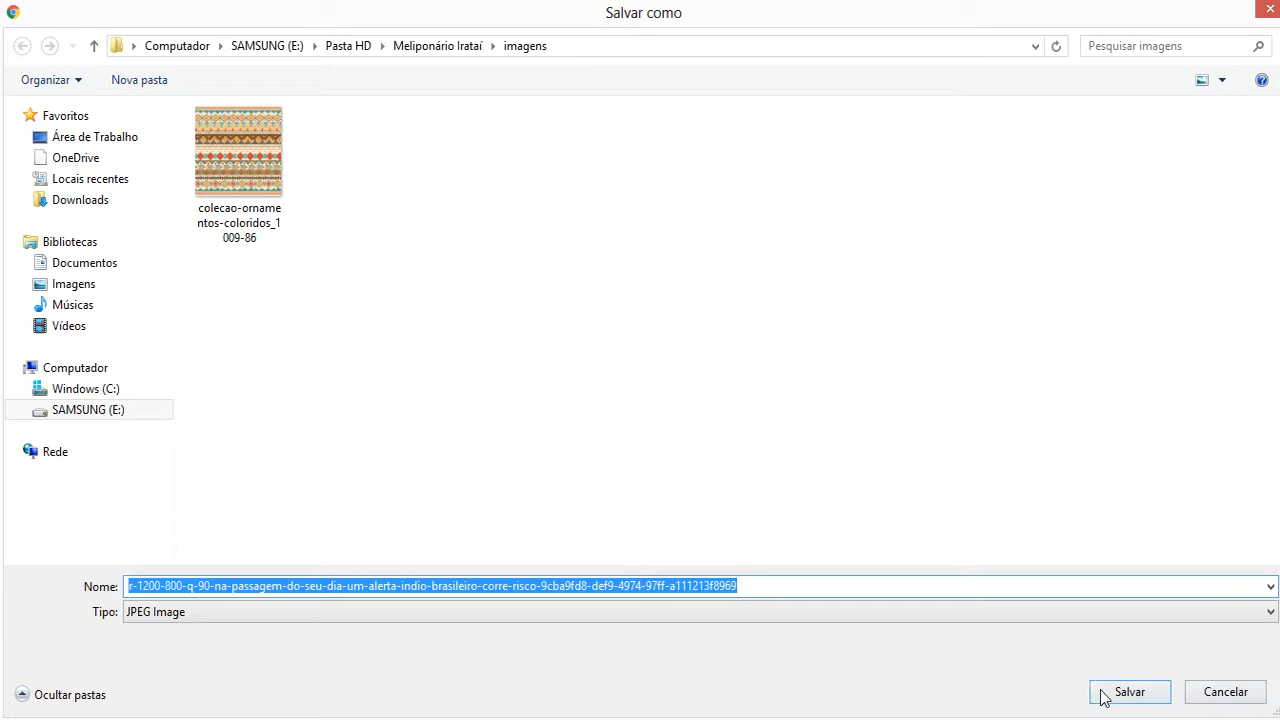 Salvar como
Computador SAMSUNG (E:) Pasta HD Meliponário Irataí imagens
Pesquisar imagens
Organizar
Nova pasta
Favoritos
Área de Trabalho
OneDrive
Locais recentes
Downloads
Bibliotecas
Documentos
Imagens
Músicas
Vídeos
Computador
Windows (C:)
SAMSUNG (E:)
Rede
colecao-orname
ntos-coloridos_1
009-86
Nome: r-1200-800-q-90-na-passagem-do-seu-dia-um-alerta-indio-brasileiro-corre-risco-9cba9fd8-def9-4974-97ff-a111213f8969
Tipo: JPEG Image
Ocultar pastas
Salvar
Cancelar